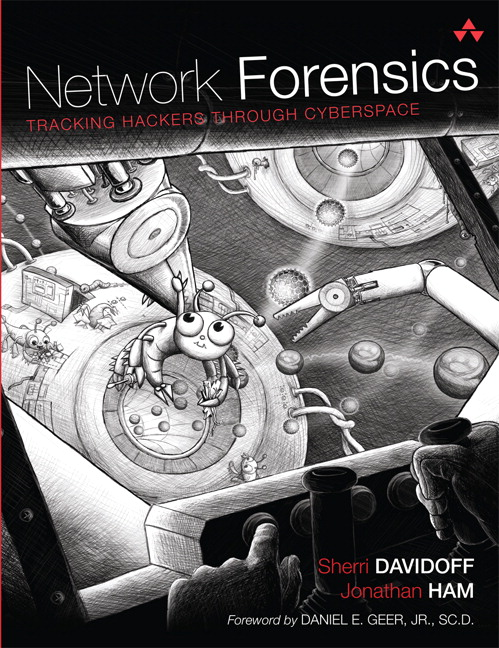 Network Forensics
TRACKING HACKERS THROUGH CYBERSPACE
Sherri DAVIDOFF
Jonathan HAM
Foreword by DANIEL E. GEER, JR., SC.D.